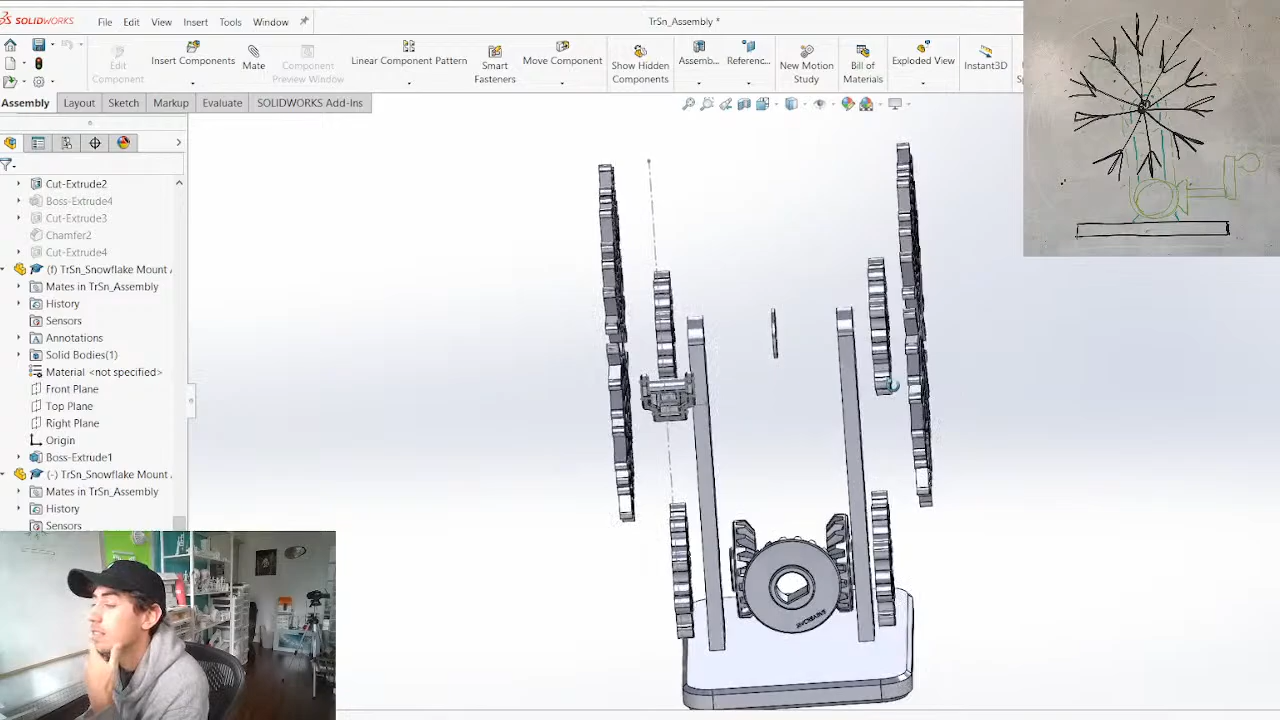 SOLIDWORKS File Edit View Insert Tools Window TrSn_Assembly *
Edit Component
Insert Components
Mate
Component Preview Window
Linear Component Pattern
Smart Fasteners
Move Component
Show Hidden Components
Assemb...
Referenc...
New Motion Study
Bill of Materials
Exploded View
Instant3D
Assembly Layout Sketch Markup Evaluate SOLIDWORKS Add-Ins
Cut-Extrude2
Boss-Extrude4
Cut-Extrude3
Chamfer2
Cut-Extrude4
(f) TrSn_Snowflake Mount
Mates in TrSn_Assembly
History
Sensors
Annotations
Solid Bodies(1)
Material <not specified>
Front Plane
Top Plane
Right Plane
Origin
Boss-Extrude1
(-) TrSn_Snowflake Mount
Mates in TrSn_Assembly
History
Sensors